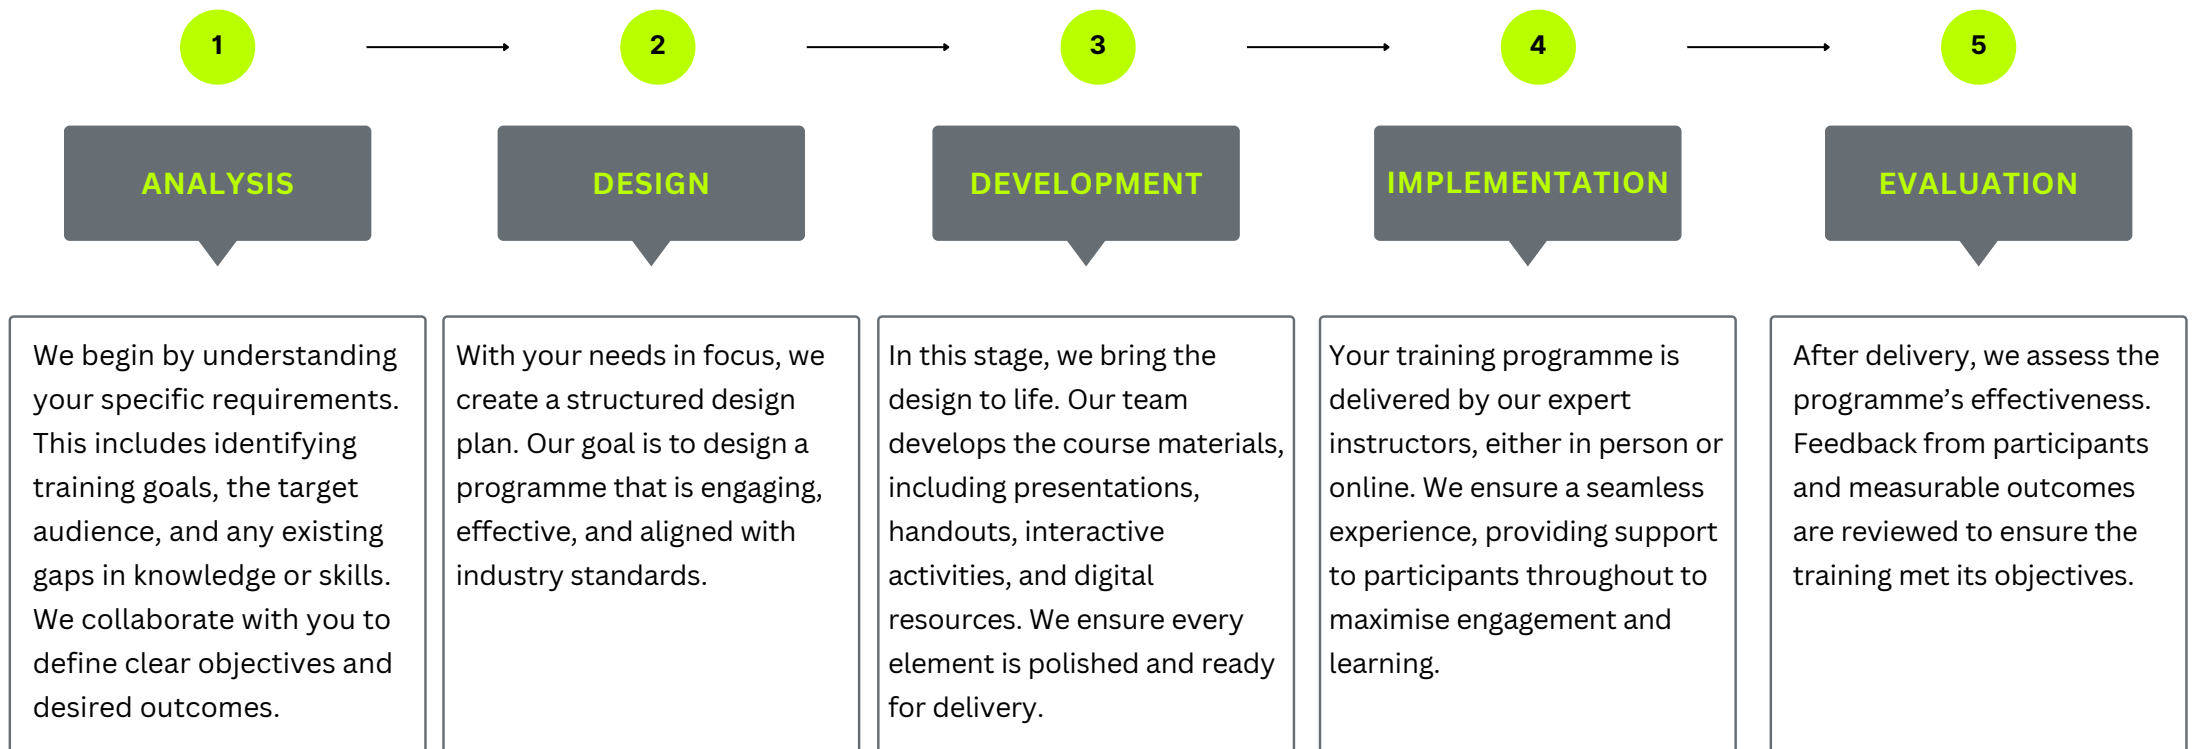 1
2
3
4
5
ANALYSIS
DESIGN
DEVELOPMENT
IMPLEMENTATION
EVALUATION
We begin by understanding
your specific requirements.
This includes identifying
training goals, the target
audience, and any existing
gaps in knowledge or skills.
We collaborate with you to
define clear objectives and
desired outcomes.
With your needs in focus, we
create a structured design
plan. Our goal is to design a
programme that is engaging,
effective, and aligned with
industry standards.
In this stage, we bring the
design to life. Our team
develops the course materials,
including presentations,
handouts, interactive
activities, and digital
resources. We ensure every
element is polished and ready
for delivery.
Your training programme is
delivered by our expert
instructors, either in person or
online. We ensure a seamless
experience, providing support
to participants throughout to
maximise engagement and
learning.
After delivery, we assess the
programme’s effectiveness.
Feedback from participants
and measurable outcomes
are reviewed to ensure the
training met its objectives.